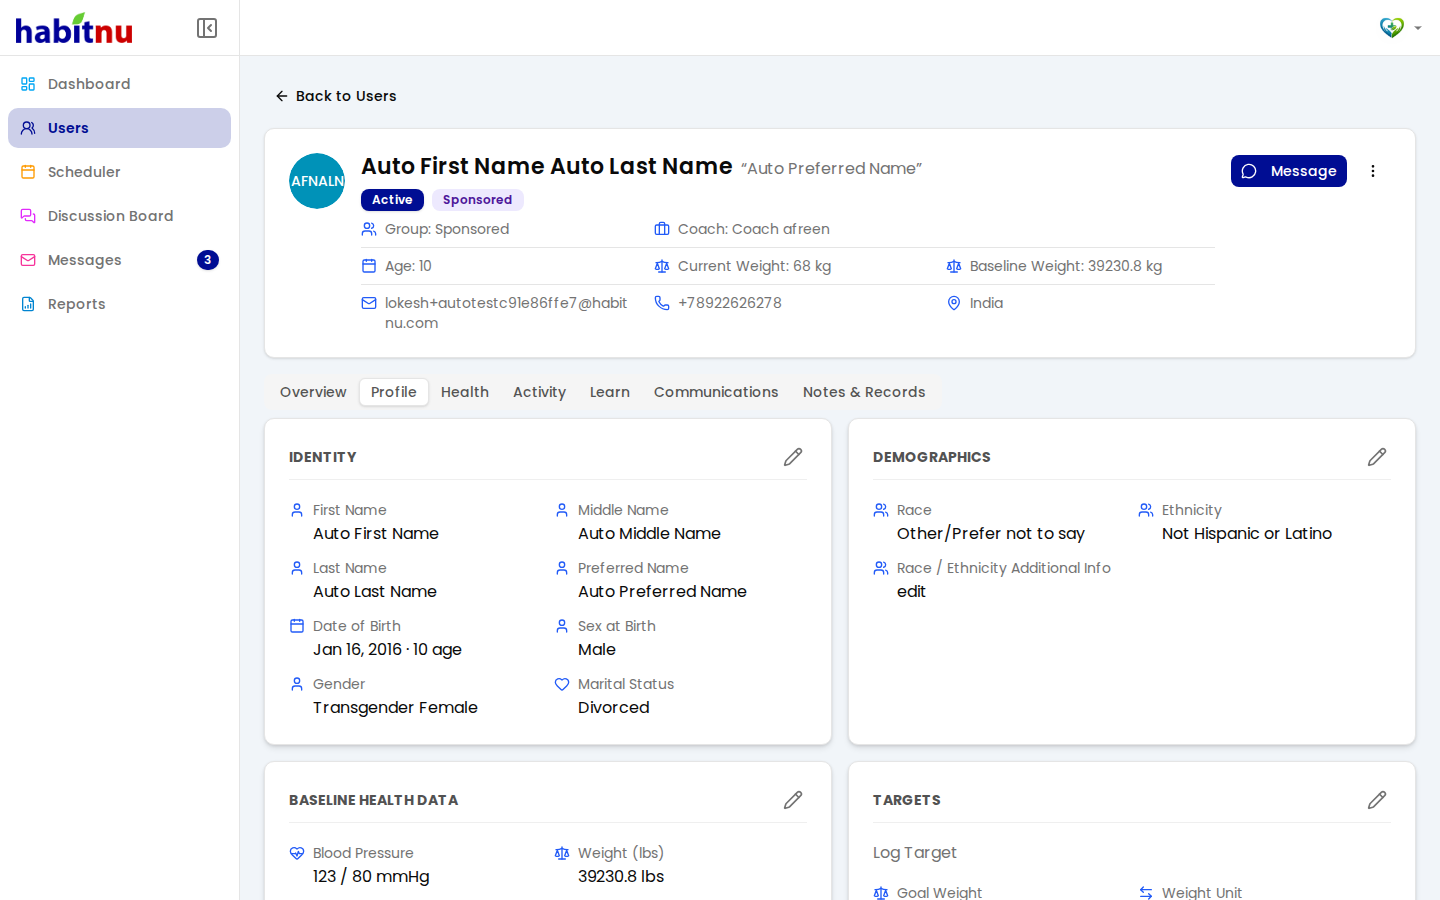 habitnu
Dashboard
Users
Scheduler
Discussion Board
Messages
3
Reports
Back to Users
AFNALN
Auto First Name Auto Last Name
“Auto Preferred Name”
Active
Sponsored
Message
Group: Sponsored
Coach: Coach afreen
Age: 10
Current Weight: 68 kg
Baseline Weight: 39230.8 kg
lokesh+autotestc91e86ffe7@habit
nu.com
+78922626278
India
Overview
Profile
Health
Activity
Learn
Communications
Notes & Records
IDENTITY
First Name
Auto First Name
Middle Name
Auto Middle Name
Last Name
Auto Last Name
Preferred Name
Auto Preferred Name
Date of Birth
Jan 16, 2016 · 10 age
Sex at Birth
Male
Gender
Transgender Female
Marital Status
Divorced
DEMOGRAPHICS
Race
Other/Prefer not to say
Ethnicity
Not Hispanic or Latino
Race / Ethnicity Additional Info
edit
BASELINE HEALTH DATA
Blood Pressure
123 / 80 mmHg
Weight (lbs)
39230.8 lbs
TARGETS
Log Target
Goal Weight
Weight Unit